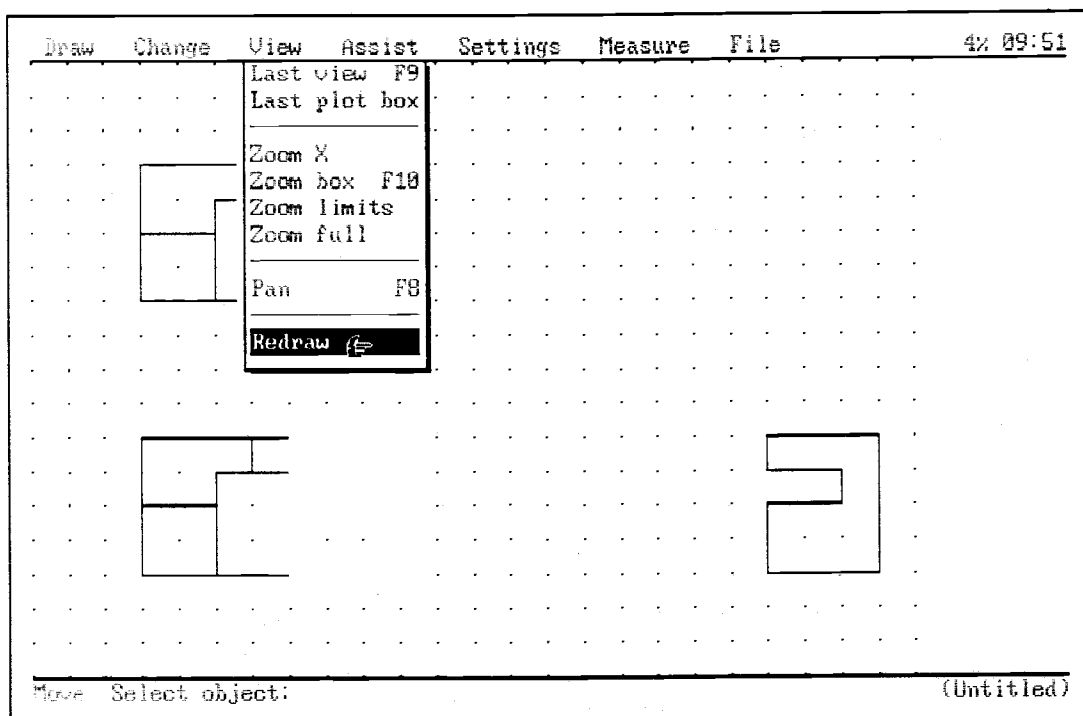 Draw Change View Assist Settings Measure File 4% 09:51
Last view F9
Last plot box
Zoom X
Zoom box F10
Zoom limits
Zoom full
Pan F8
Redraw
Move Select object: (Untitled)